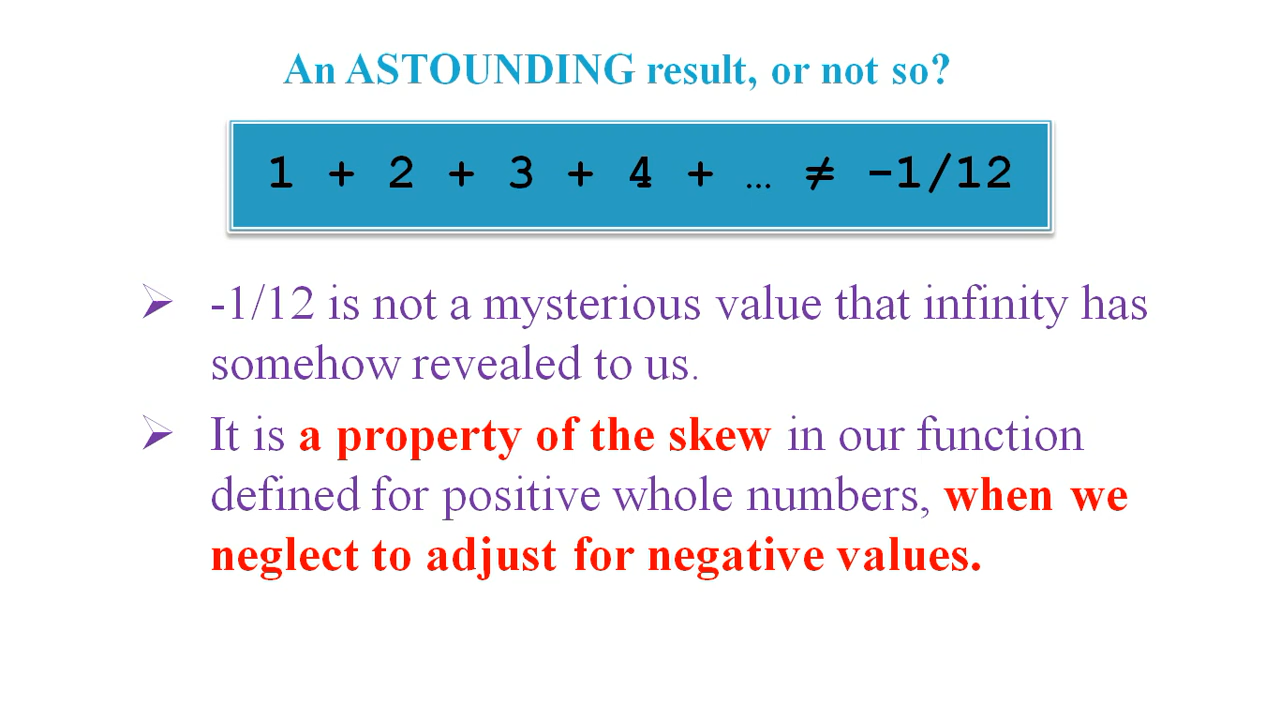 An ASTOUNDING result, or not so?
1 + 2 + 3 + 4 + … ≠ -1/12
➢ -1/12 is not a mysterious value that infinity has
somehow revealed to us.
➢ It is a property of the skew in our function
defined for positive whole numbers, when we
neglect to adjust for negative values.